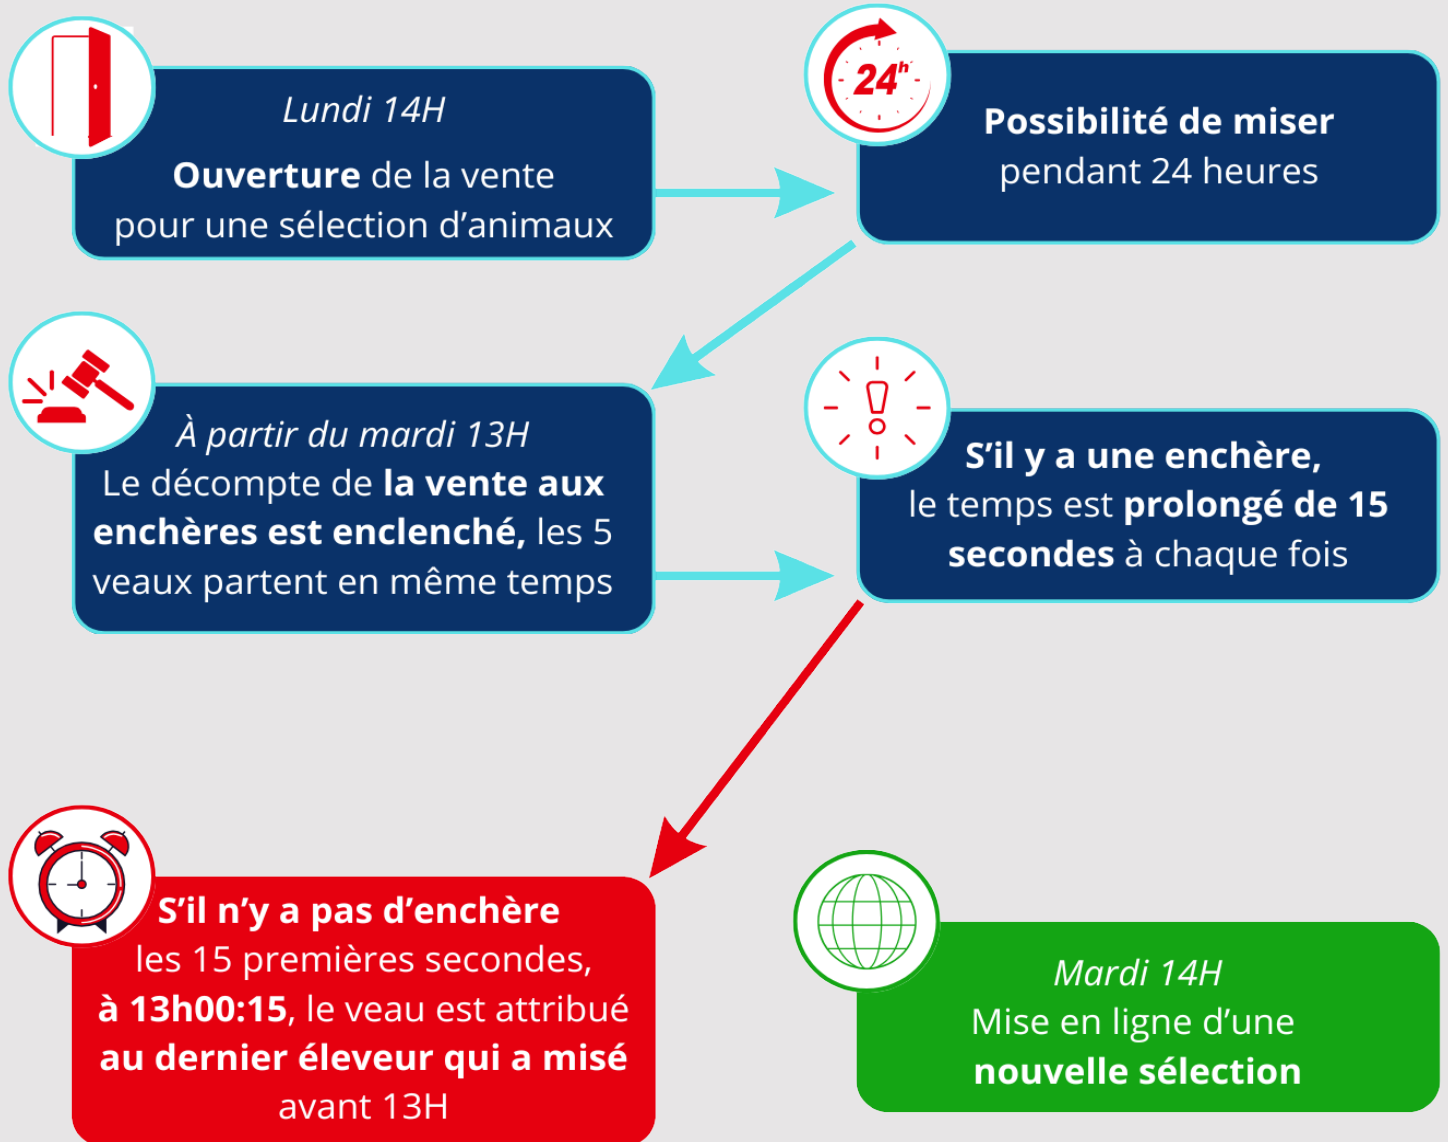 Lundi 14H
Ouverture de la vente
pour une sélection d’animaux
24h
Possibilité de miser
pendant 24 heures
À partir du mardi 13H
Le décompte de la vente aux
enchères est enclenché, les 5
veaux partent en même temps
S’il y a une enchère,
le temps est prolongé de 15
secondes à chaque fois
S’il n’y a pas d’enchère
les 15 premières secondes,
à 13h00:15, le veau est attribué
au dernier éleveur qui a misé
avant 13H
Mardi 14H
Mise en ligne d’une
nouvelle sélection